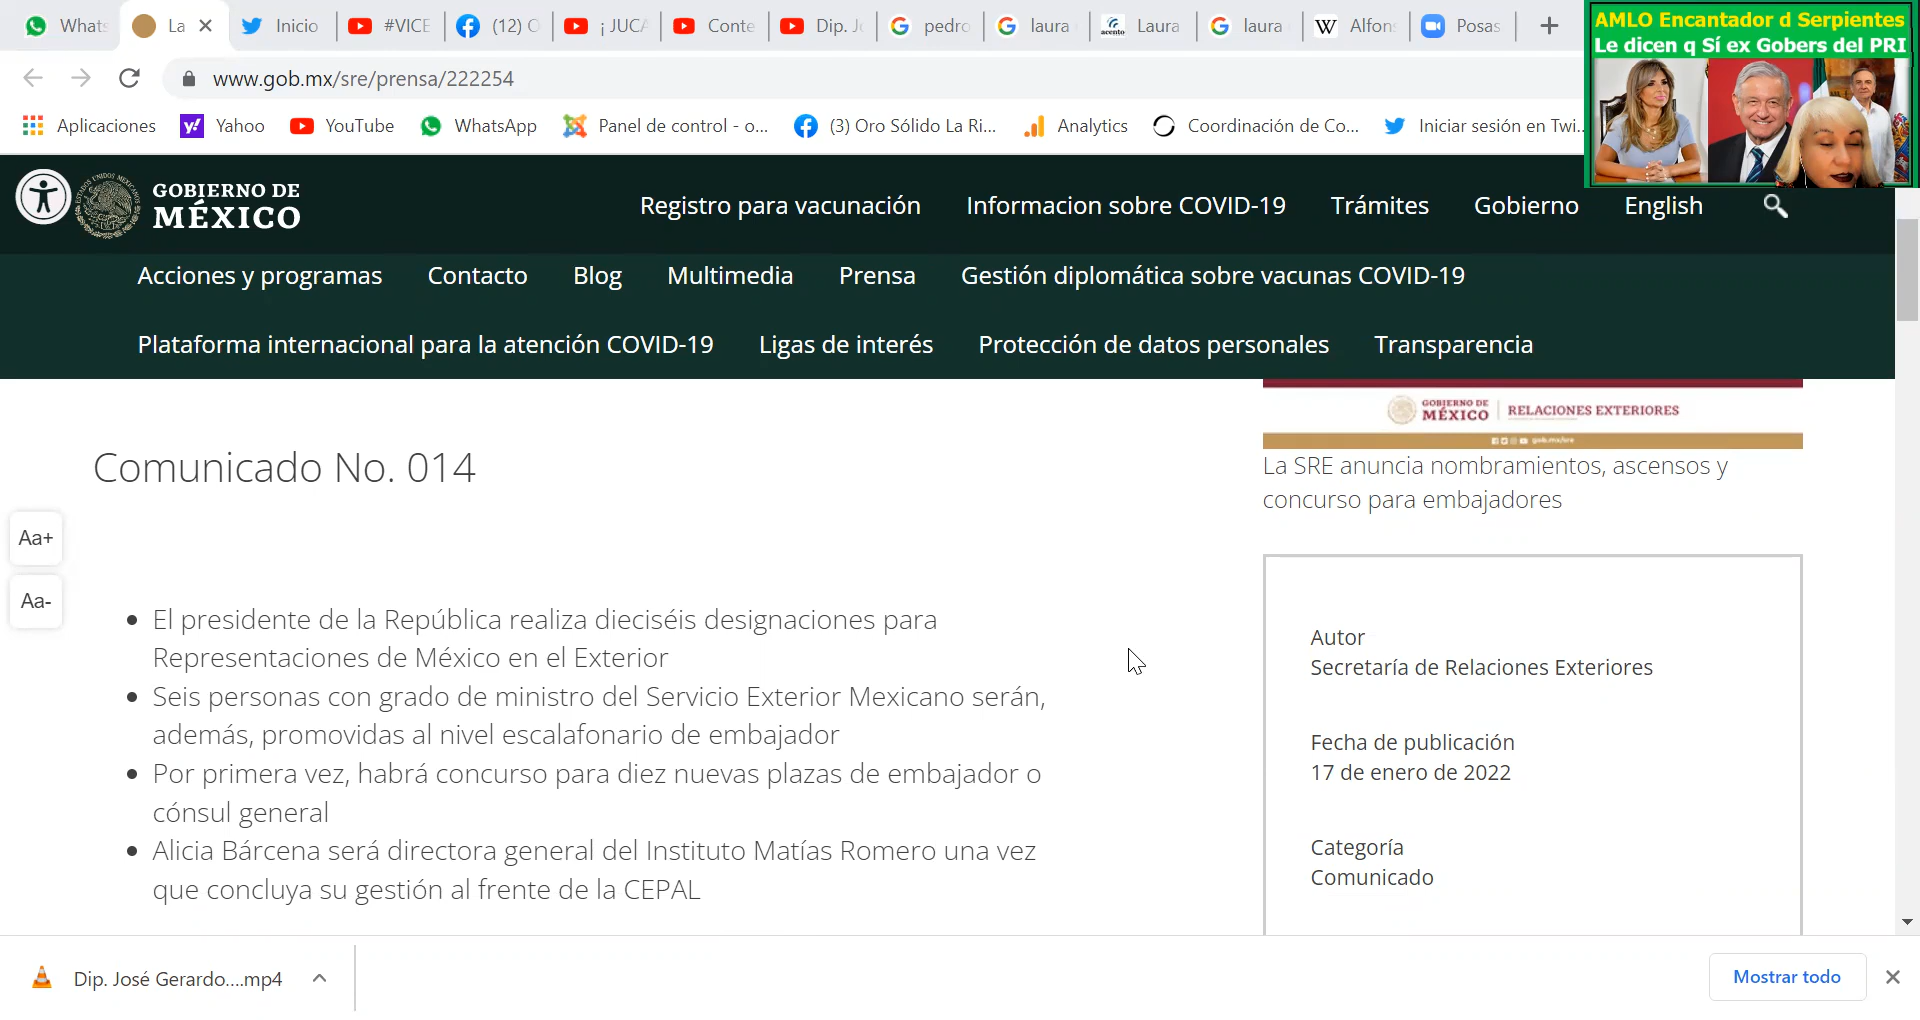 Whats
La
Inicio
#VICE
(12) O
¡ JUCA
Conte
Dip. Jo
pedro
laura
acento
Laura
laura
W
Alfons
Posas
AMLO Encantador d Serpientes
Le dicen q Sí ex Gobers del PRI
www.gob.mx/sre/prensa/222254
Aplicaciones
Yahoo
YouTube
WhatsApp
Panel de control - o...
(3) Oro Sólido La Ri...
Analytics
Coordinación de Co...
Iniciar sesión en Twi...
GOBIERNO DE
MÉXICO
Registro para vacunación
Informacion sobre COVID-19
Trámites
Gobierno
English
Acciones y programas
Contacto
Blog
Multimedia
Prensa
Gestión diplomática sobre vacunas COVID-19
Plataforma internacional para la atención COVID-19
Ligas de interés
Protección de datos personales
Transparencia
GOBIERNO DE
MÉXICO
RELACIONES EXTERIORES
gob.mx/sre
La SRE anuncia nombramientos, ascensos y
concurso para embajadores
Comunicado No. 014
Aa+
Aa-
El presidente de la República realiza dieciséis designaciones para
Representaciones de México en el Exterior
Seis personas con grado de ministro del Servicio Exterior Mexicano serán,
además, promovidas al nivel escalafonario de embajador
Por primera vez, habrá concurso para diez nuevas plazas de embajador o
cónsul general
Alicia Bárcena será directora general del Instituto Matías Romero una vez
que concluya su gestión al frente de la CEPAL
Autor
Secretaría de Relaciones Exteriores
Fecha de publicación
17 de enero de 2022
Categoría
Comunicado
Dip. José Gerardo....mp4
Mostrar todo